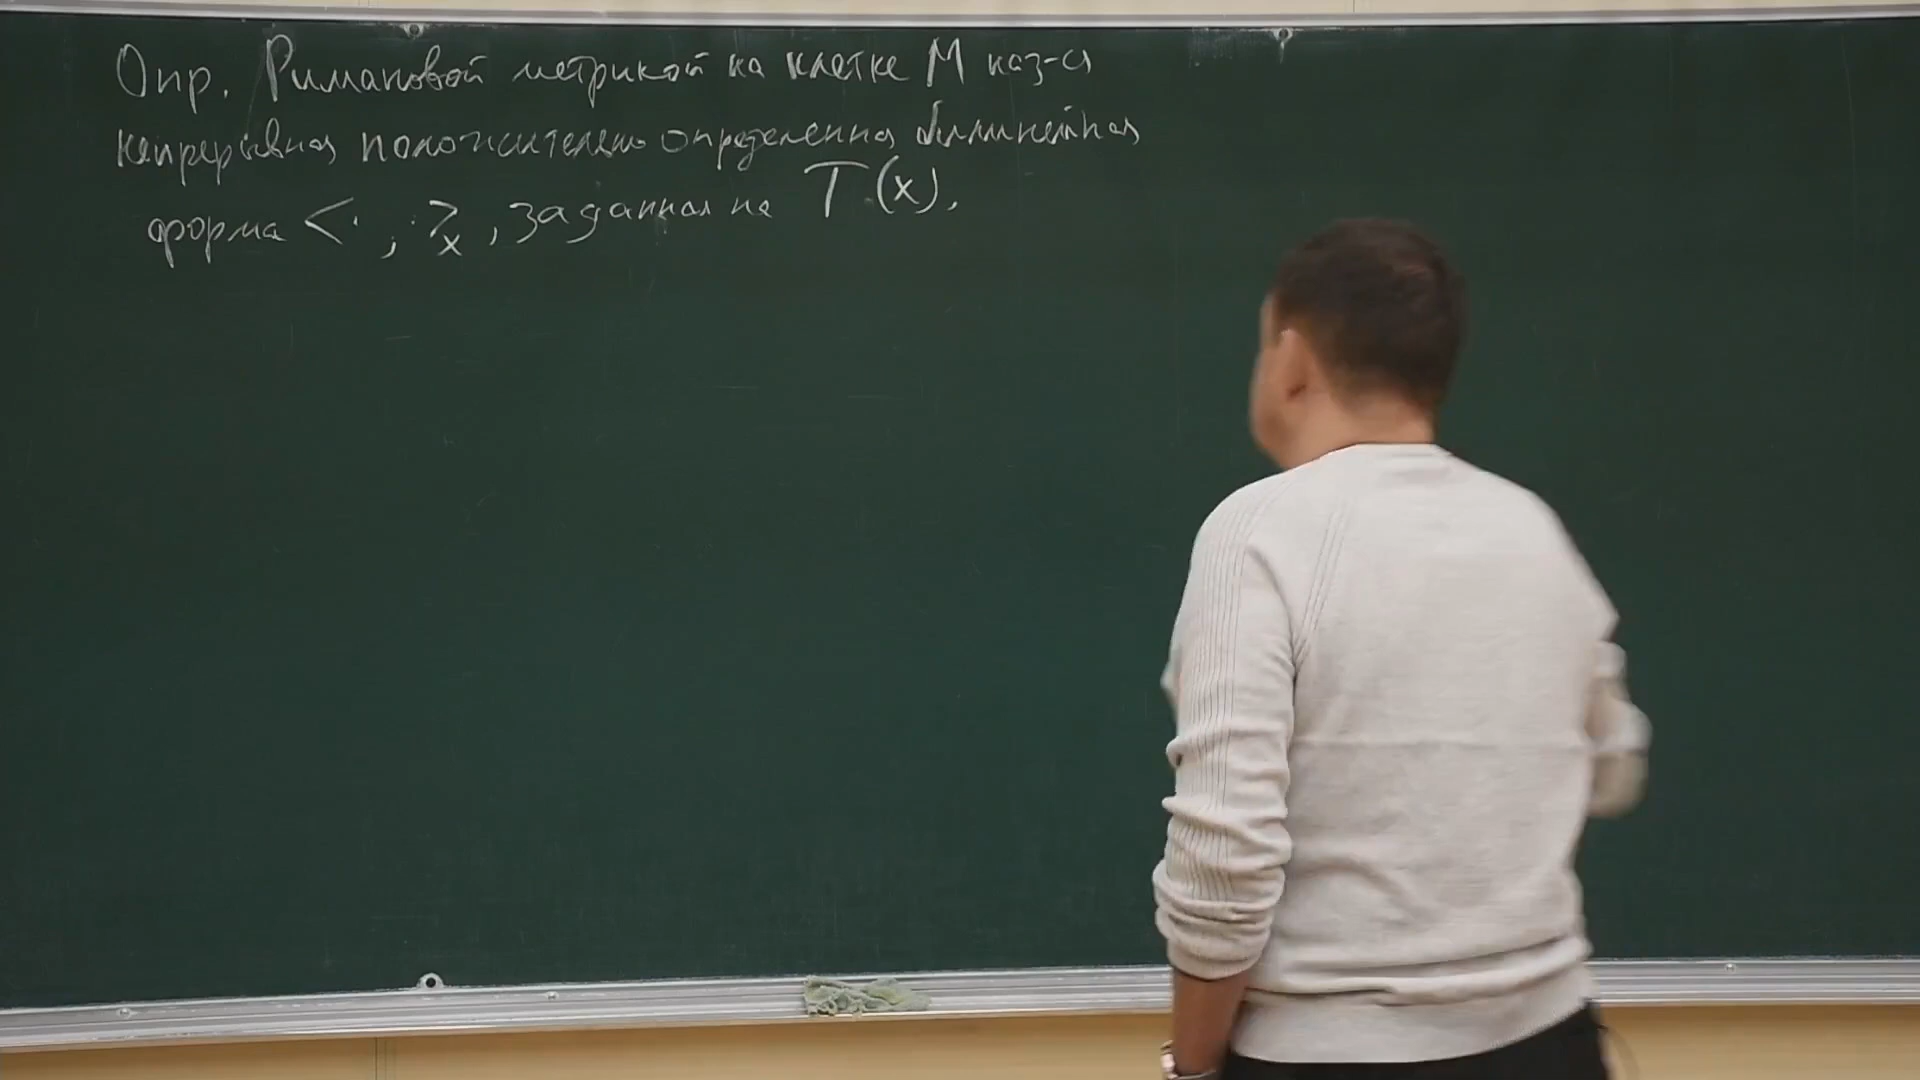 Опр. Римановой метрикой на клетке M наз-ся
непрерывная положительно определенная билинейная
форма <· , ·>ₓ , заданная на T(x).